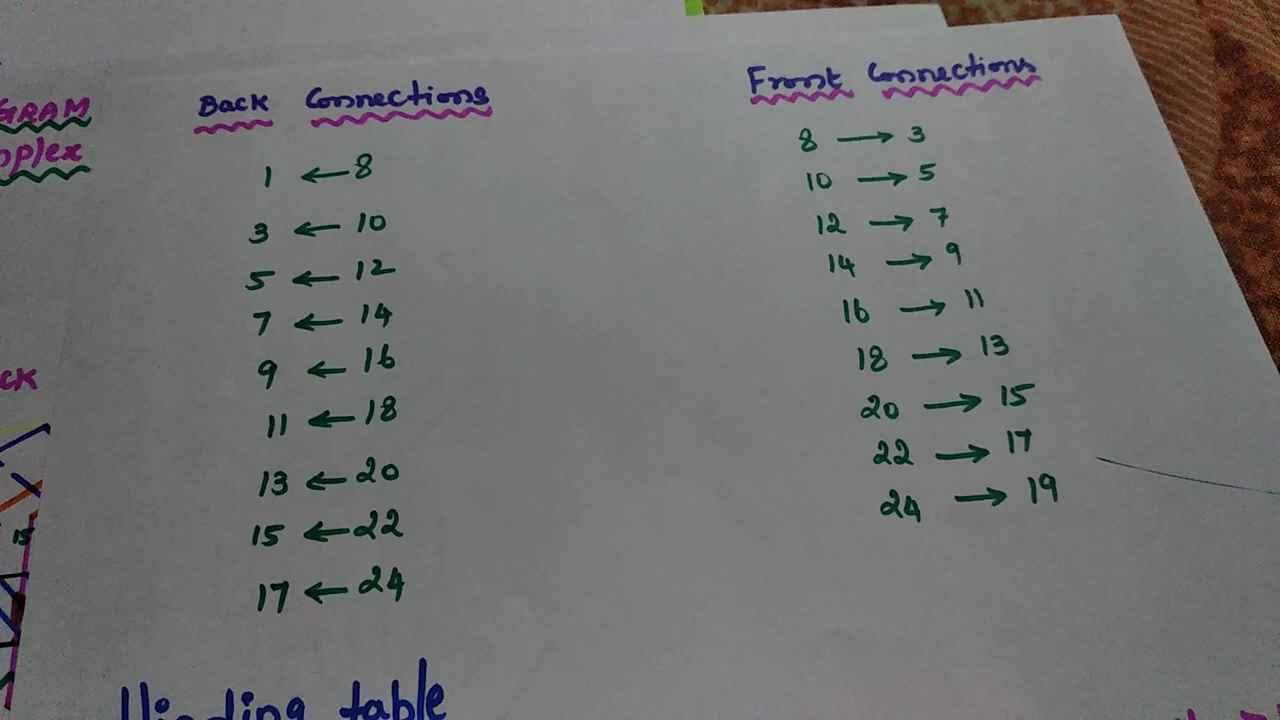 Back Connections
1 ← 8
3 ← 10
5 ← 12
7 ← 14
9 ← 16
11 ← 18
13 ← 20
15 ← 22
17 ← 24
Front Connections
8 → 3
10 → 5
12 → 7
14 → 9
16 → 11
18 → 13
20 → 15
22 → 17
24 → 19
table
15